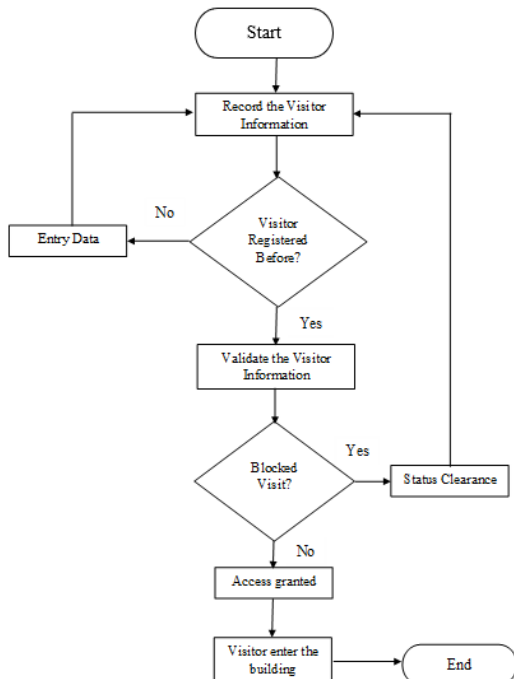 Start
Record the Visitor
Information
No
Visitor
Registered
Before?
Entry Data
Yes
Validate the Visitor
Information
Blocked
Visit?
Yes
Status Clearance
No
Access granted
Visitor enter the
building
End